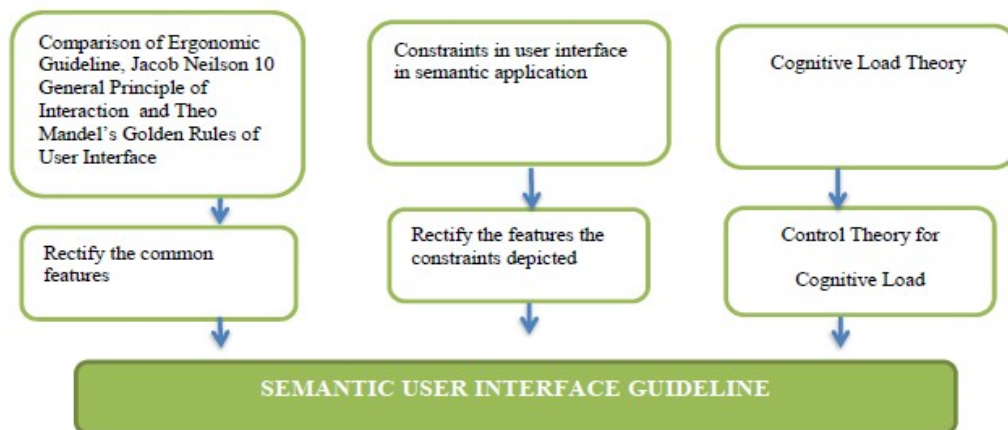 Comparison of Ergonomic
Guideline, Jacob Neilson 10
General Principle of
Interaction and Theo
Mandel's Golden Rules of
User Interface
Constraints in user interface
in semantic application
Cognitive Load Theory
Rectify the common
features
Rectify the features the
constraints depicted
Control Theory for
Cognitive Load
SEMANTIC USER INTERFACE GUIDELINE